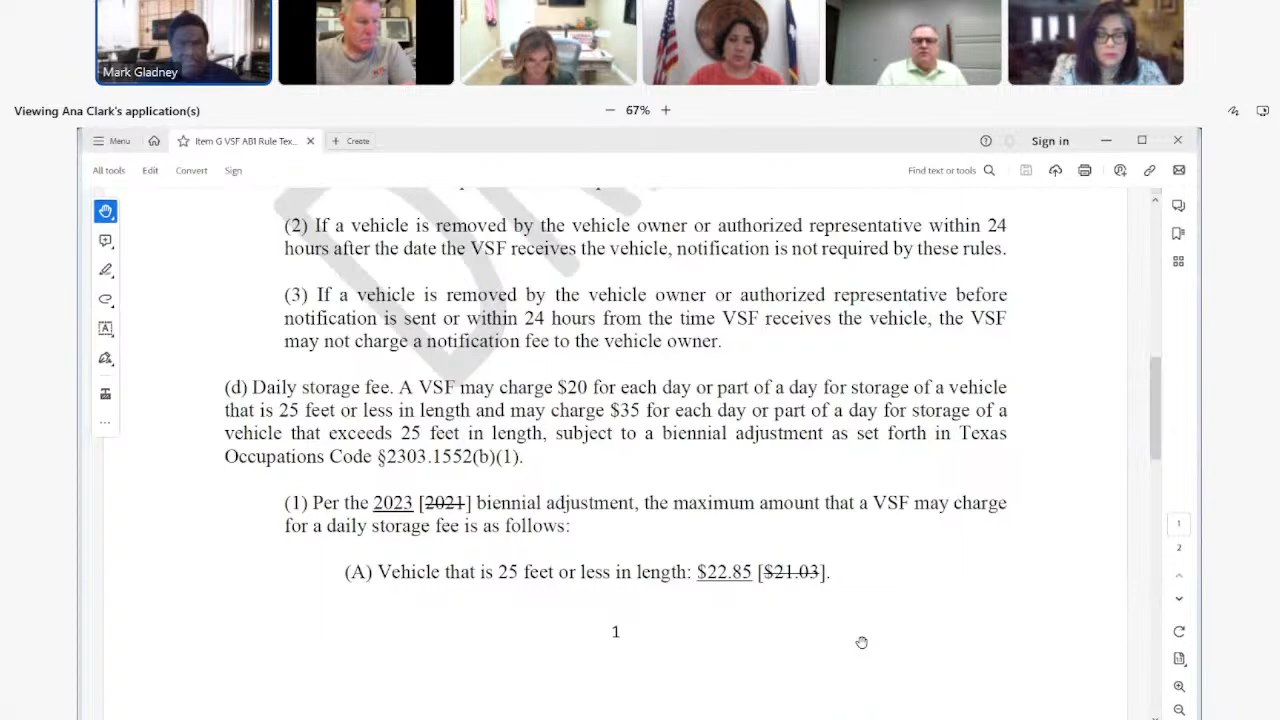 Mark Gladney
Viewing Ana Clark's application(s)
67%
Menu
Item G VSF AB1 Rule Tex...
Create
Sign in
All tools
Edit
Convert
Sign
Find text or tools
(2) If a vehicle is removed by the vehicle owner or authorized representative within 24
hours after the date the VSF receives the vehicle, notification is not required by these rules.
(3) If a vehicle is removed by the vehicle owner or authorized representative before
notification is sent or within 24 hours from the time VSF receives the vehicle, the VSF
may not charge a notification fee to the vehicle owner.
(d) Daily storage fee. A VSF may charge $20 for each day or part of a day for storage of a vehicle
that is 25 feet or less in length and may charge $35 for each day or part of a day for storage of a
vehicle that exceeds 25 feet in length, subject to a biennial adjustment as set forth in Texas
Occupations Code §2303.1552(b)(1).
(1) Per the 2023 [2021] biennial adjustment, the maximum amount that a VSF may charge
for a daily storage fee is as follows:
(A) Vehicle that is 25 feet or less in length: $22.85 [$21.03].
1
1
2